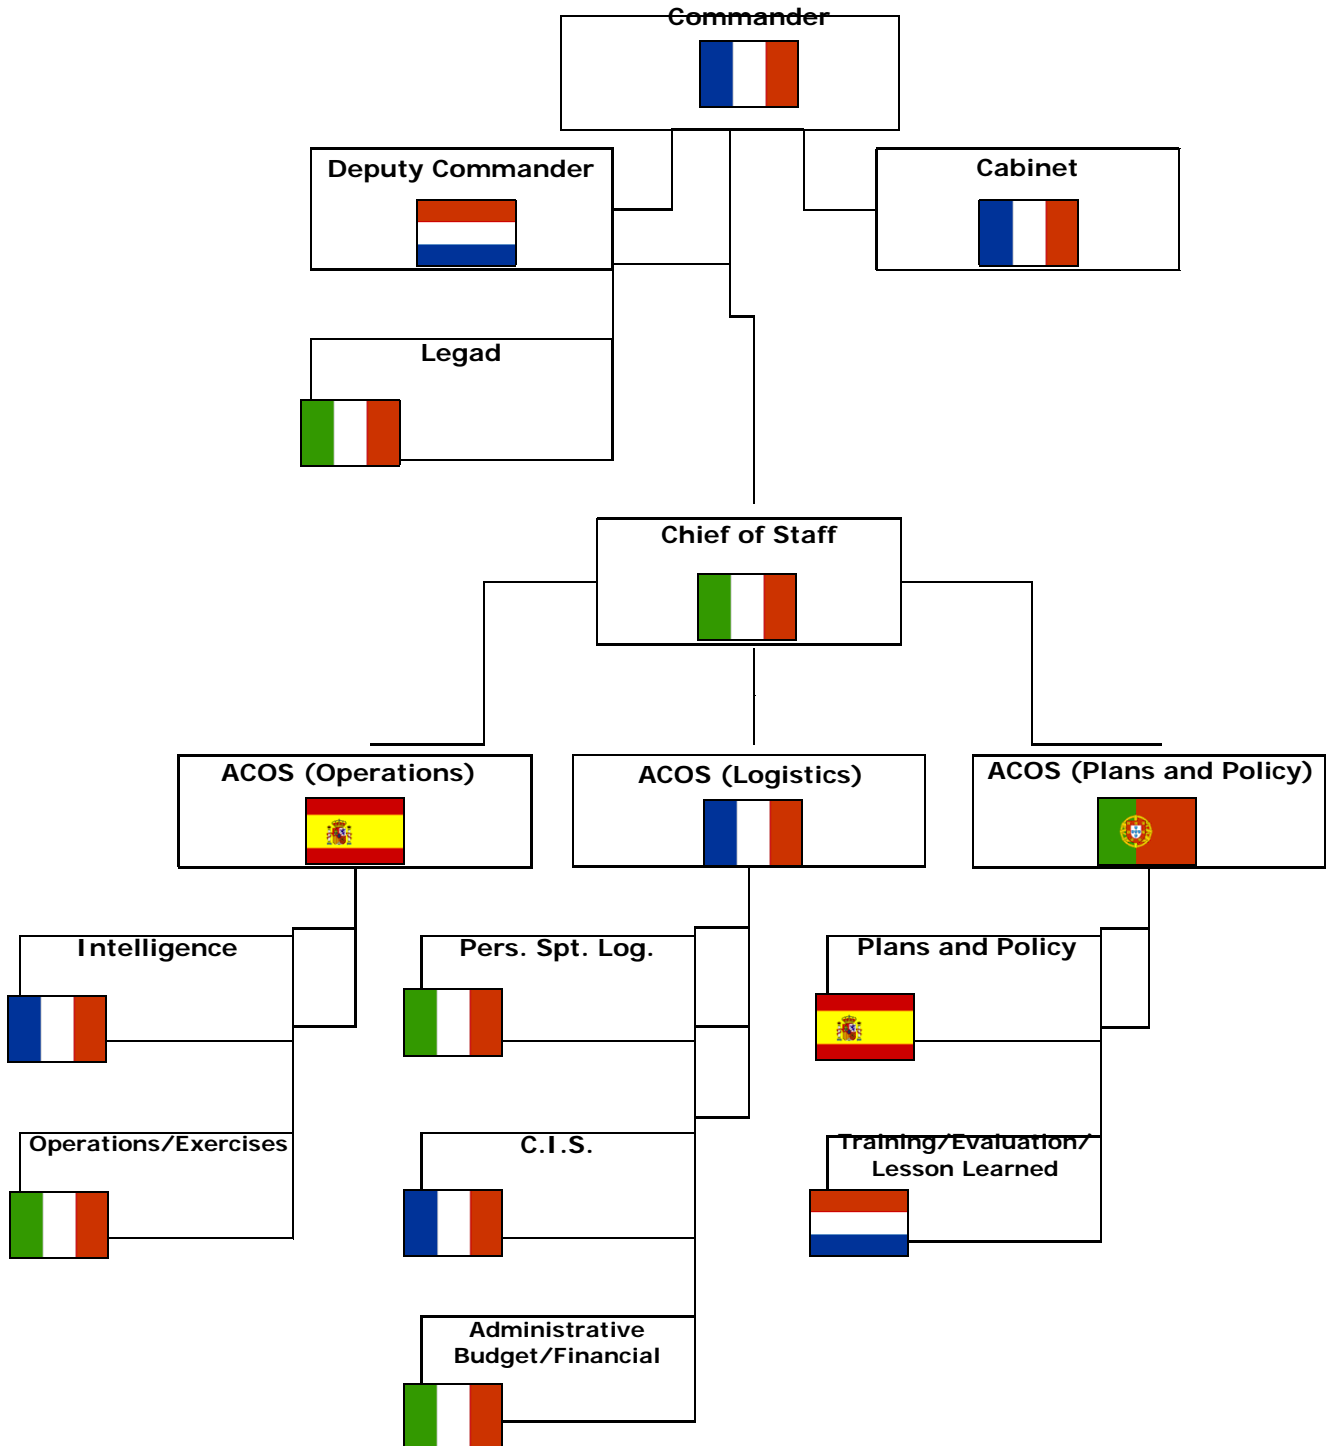 Commander
Deputy Commander
Cabinet
Legad
Chief of Staff
ACOS (Operations)
ACOS (Logistics)
ACOS (Plans and Policy)
Intelligence
Pers. Spt. Log.
Plans and Policy
Operations/Exercises
C.I.S.
Training/Evaluation/
Lesson Learned
Administrative
Budget/Financial